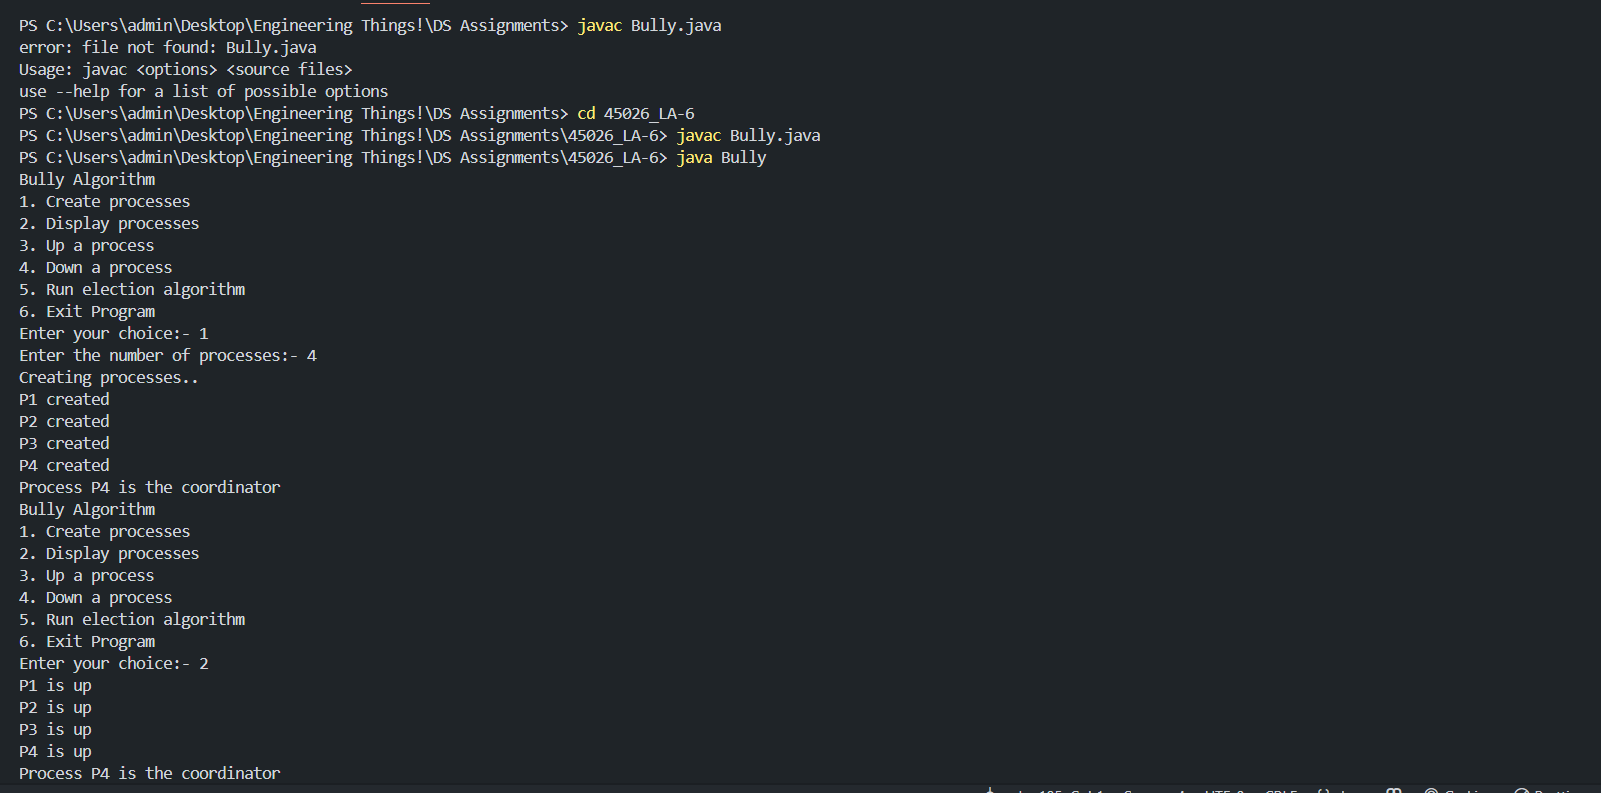 PS C:\Users\admin\Desktop\Engineering Things!\DS Assignments> javac Bully.java
error: file not found: Bully.java
Usage: javac <options> <source files>
use --help for a list of possible options
PS C:\Users\admin\Desktop\Engineering Things!\DS Assignments> cd 45026_LA-6
PS C:\Users\admin\Desktop\Engineering Things!\DS Assignments\45026_LA-6> javac Bully.java
PS C:\Users\admin\Desktop\Engineering Things!\DS Assignments\45026_LA-6> java Bully
Bully Algorithm
1. Create processes
2. Display processes
3. Up a process
4. Down a process
5. Run election algorithm
6. Exit Program
Enter your choice:- 1
Enter the number of processes:- 4
Creating processes..
P1 created
P2 created
P3 created
P4 created
Process P4 is the coordinator
Bully Algorithm
1. Create processes
2. Display processes
3. Up a process
4. Down a process
5. Run election algorithm
6. Exit Program
Enter your choice:- 2
P1 is up
P2 is up
P3 is up
P4 is up
Process P4 is the coordinator